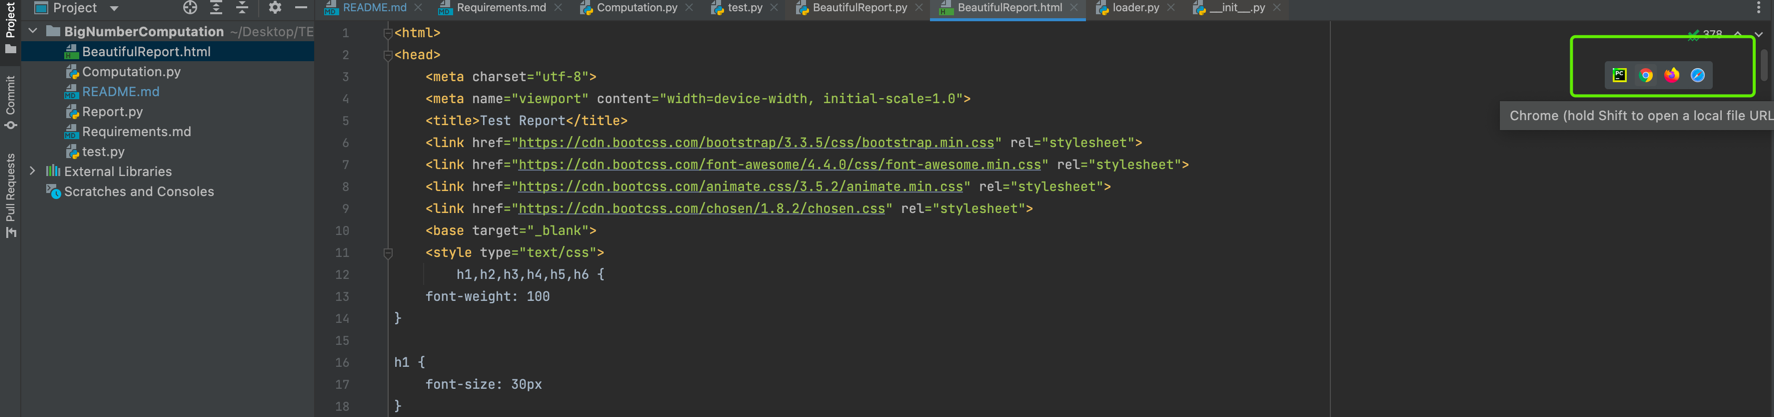 Project
README.md
Requirements.md
Computation.py
test.py
BeautifulReport.py
BeautifulReport.html
loader.py
__init__.py
Project
Commit
Pull Requests
BigNumberComputation ~/Desktop/TE
BeautifulReport.html
Computation.py
README.md
Report.py
Requirements.md
test.py
External Libraries
Scratches and Consoles
1 <html>
2 <head>
3 <meta charset="utf-8">
4 <meta name="viewport" content="width=device-width, initial-scale=1.0">
5 <title>Test Report</title>
6 <link href="https://cdn.bootcss.com/bootstrap/3.3.5/css/bootstrap.min.css" rel="stylesheet">
7 <link href="https://cdn.bootcss.com/font-awesome/4.4.0/css/font-awesome.min.css" rel="stylesheet">
8 <link href="https://cdn.bootcss.com/animate.css/3.5.2/animate.min.css" rel="stylesheet">
9 <link href="https://cdn.bootcss.com/chosen/1.8.2/chosen.css" rel="stylesheet">
10 <base target="_blank">
11 <style type="text/css">
12 h1,h2,h3,h4,h5,h6 {
13 font-weight: 100
14 }
15
16 h1 {
17 font-size: 30px
18 }
378
PC
Chrome (hold Shift to open a local file URL